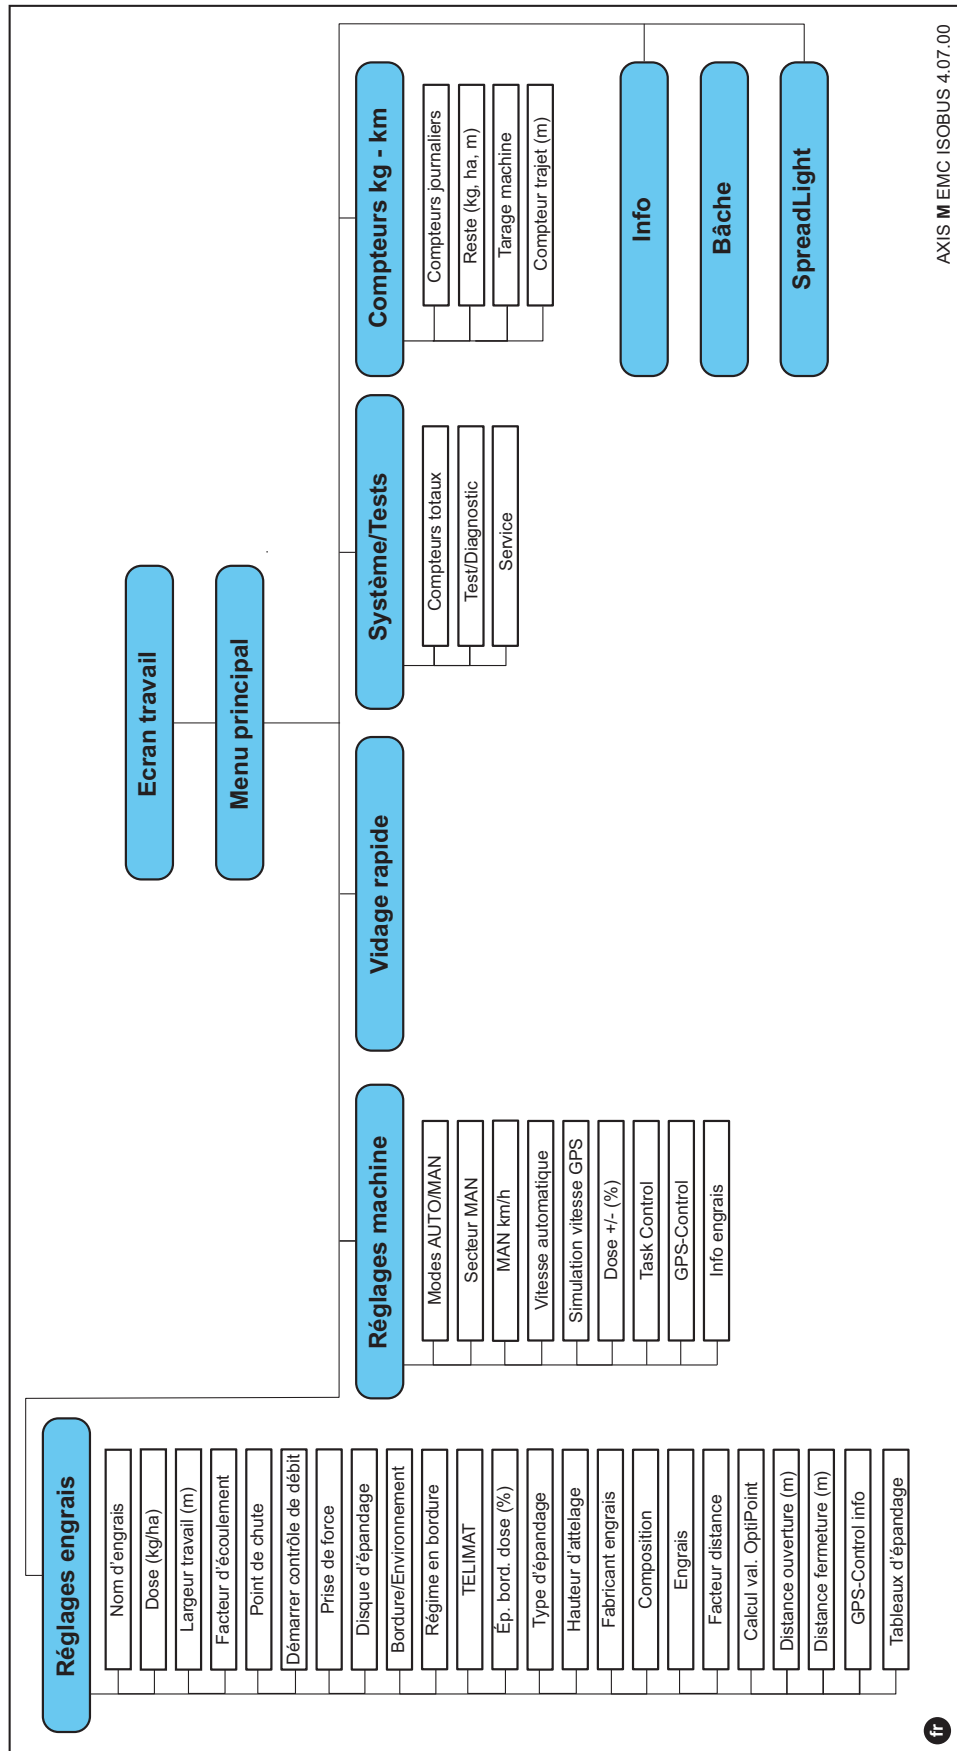 Ecran travail
Menu principal
Réglages engrais
Nom d'engrais
Dose (kg/ha)
Largeur travail (m)
Facteur d'écoulement
Point de chute
Démarrer contrôle de débit
Prise de force
Disque d'épandage
Bordure/Environnement
Régime en bordure
TELIMAT
Ép. bord. dose (%)
Type d'épandage
Hauteur d'attelage
Fabricant engrais
Composition
Engrais
Facteur distance
Calcul val. OptiPoint
Distance ouverture (m)
Distance fermeture (m)
GPS-Control info
Tableaux d'épandage
Réglages machine
Modes AUTO/MAN
Secteur MAN
MAN km/h
Vitesse automatique
Simulation vitesse GPS
Dose +/- (%)
Task Control
GPS-Control
Info engrais
Vidage rapide
Système/Tests
Compteurs totaux
Test/Diagnostic
Service
Compteurs kg - km
Compteurs journaliers
Reste (kg, ha, m)
Tarage machine
Compteur trajet (m)
Info
Bâche
SpreadLight
fr
AXIS M EMC ISOBUS 4.07.00